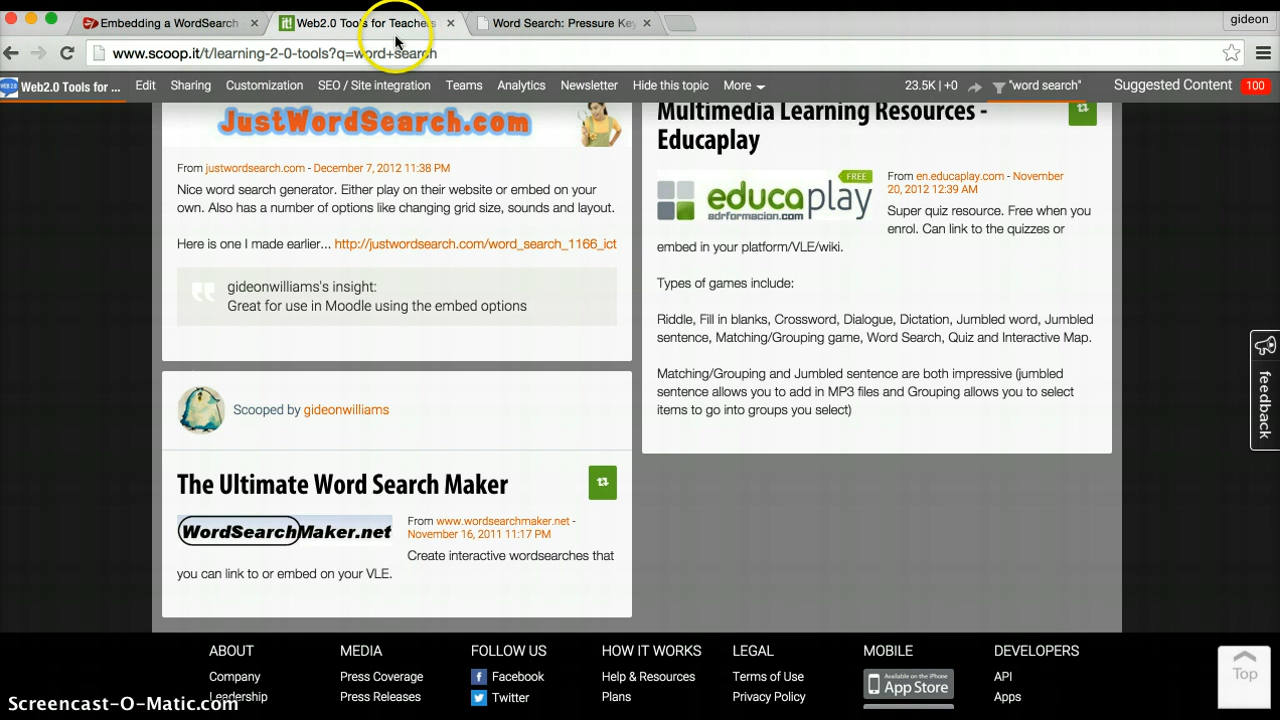 Embedding a WordSearch
Web2.0 Tools for Teachers
Word Search: Pressure Key
gideon
www.scoop.it/t/learning-2-0-tools?q=word+search
Web2.0 Tools for ...
Edit
Sharing
Customization
SEO / Site integration
Teams
Analytics
Newsletter
Hide this topic
More
23.5K | +0
"word search"
Suggested Content
100
JustWordSearch.com
From justwordsearch.com - December 7, 2012 11:38 PM
Nice word search generator. Either play on their website or embed on your
own. Also has a number of options like changing grid size, sounds and layout.
Here is one I made earlier... http://justwordsearch.com/word_search_1166_ict
gideonwilliams's insight:
Great for use in Moodle using the embed options
Scooped by gideonwilliams
The Ultimate Word Search Maker
WordSearchMaker.net
From www.wordsearchmaker.net -
November 16, 2011 11:17 PM
Create interactive wordsearches that
you can link to or embed on your VLE.
Multimedia Learning Resources -
Educaplay
FREE
educaplay
adrformacion.com
From en.educaplay.com - November
20, 2012 12:39 AM
Super quiz resource. Free when you
enrol. Can link to the quizzes or
embed in your platform/VLE/wiki.
Types of games include:
Riddle, Fill in blanks, Crossword, Dialogue, Dictation, Jumbled word, Jumbled
sentence, Matching/Grouping game, Word Search, Quiz and Interactive Map.
Matching/Grouping and Jumbled sentence are both impressive (jumbled
sentence allows you to add in MP3 files and Grouping allows you to select
items to go into groups you select)
feedback
ABOUT
Company
Leadership
MEDIA
Press Coverage
Press Releases
FOLLOW US
Facebook
Twitter
HOW IT WORKS
Help & Resources
Plans
LEGAL
Terms of Use
Privacy Policy
MOBILE
Available on the iPhone
App Store
DEVELOPERS
API
Apps
Top
Screencast-O-Matic.com